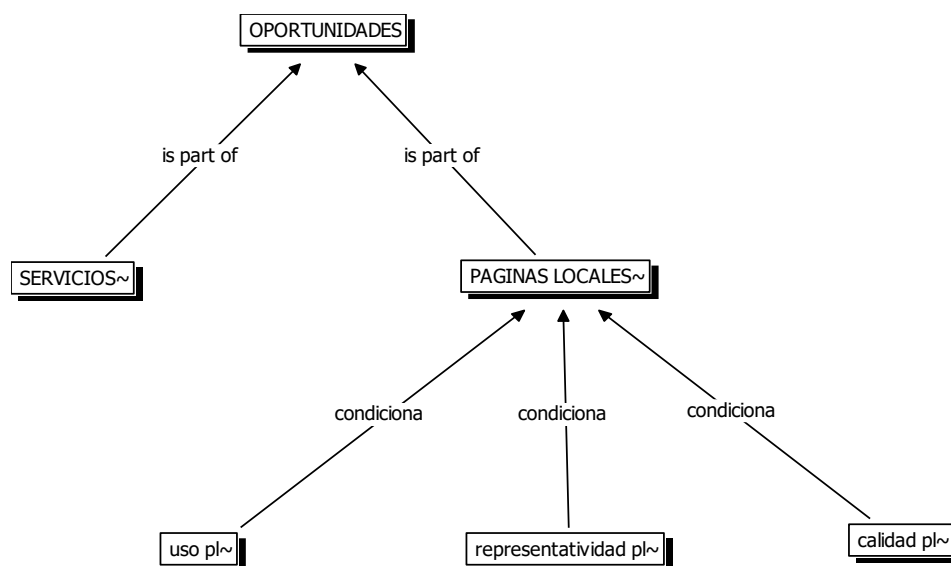 OPORTUNIDADES
is part of
is part of
SERVICIOS~
PAGINAS LOCALES~
condiciona
condiciona
condiciona
uso pl~
representatividad pl~
calidad pl~